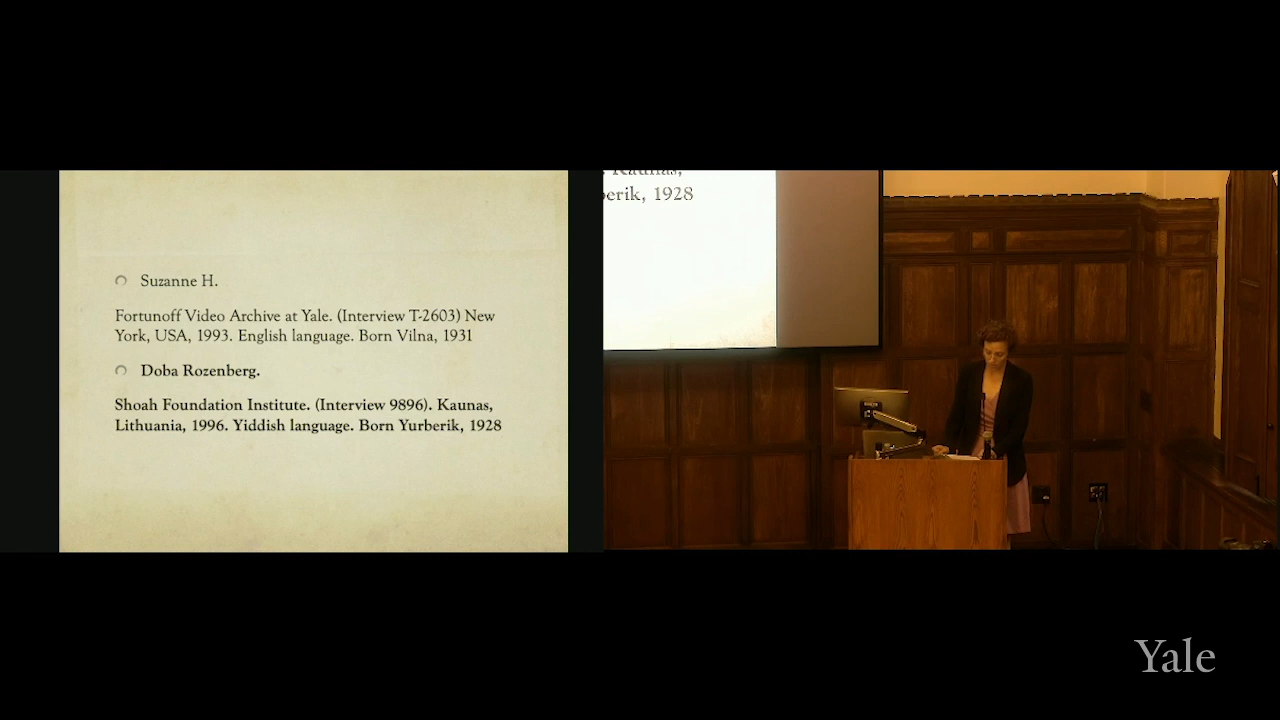 Suzanne H.
Fortunoff Video Archive at Yale. (Interview T-2603) New
York, USA, 1993. English language. Born Vilna, 1931
Doba Rozenberg.
Shoah Foundation Institute. (Interview 9896). Kaunas,
Lithuania, 1996. Yiddish language. Born Yurberik, 1928
Kaunas,
erik, 1928
Yale